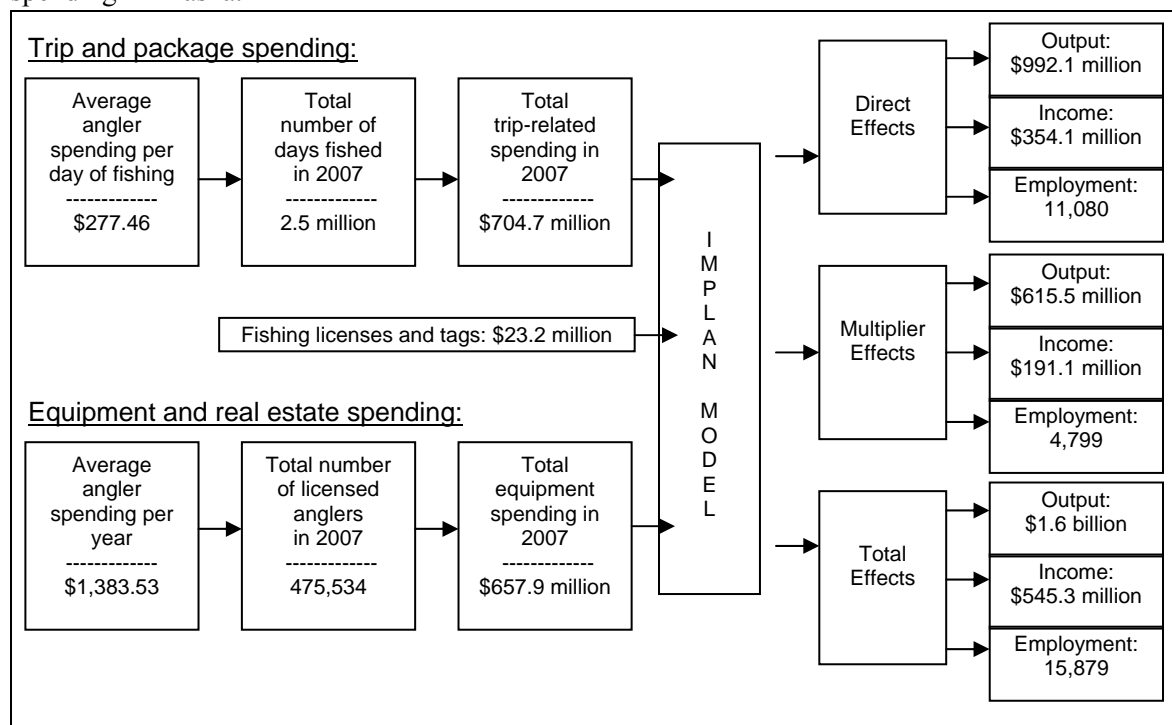 Trip and package spending:
Average
angler
spending per
day of fishing
-------------
$277.46
Total
number of
days fished
in 2007
-------------
2.5 million
Total
trip-related
spending in
2007
-------------
$704.7 million
Fishing licenses and tags: $23.2 million
Equipment and real estate spending:
Average
angler
spending per
year
-------------
$1,383.53
Total number
of licensed
anglers
in 2007
-------------
475,534
Total
equipment
spending in
2007
-------------
$657.9 million
I
M
P
L
A
N
M
O
D
E
L
Direct
Effects
Output:
$992.1 million
Income:
$354.1 million
Employment:
11,080
Multiplier
Effects
Output:
$615.5 million
Income:
$191.1 million
Employment:
4,799
Total
Effects
Output:
$1.6 billion
Income:
$545.3 million
Employment:
15,879